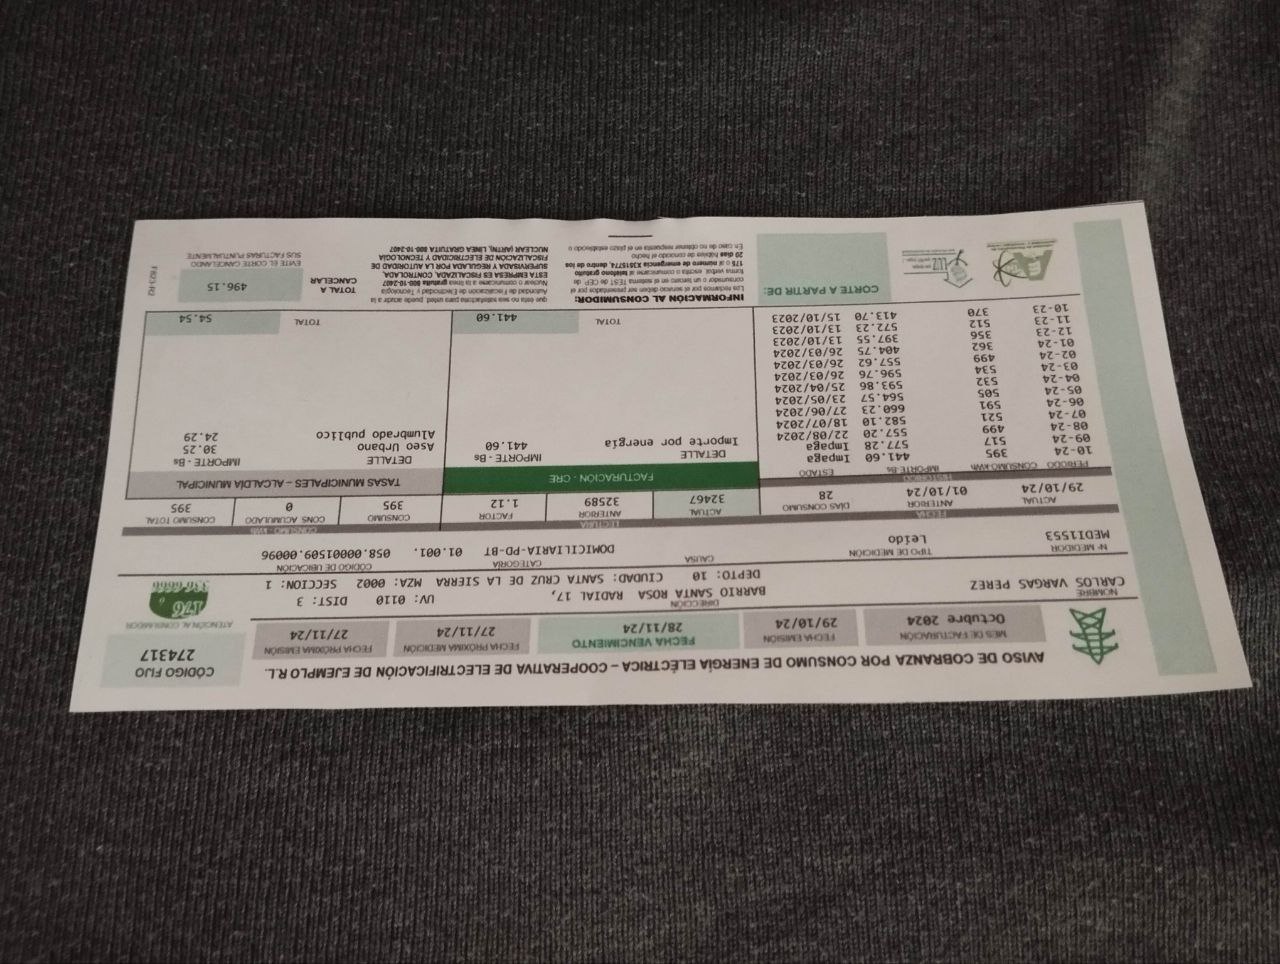 AVISO DE COBRANZA POR CONSUMO DE ENERGÍA ELÉCTRICA – COOPERATIVA DE ELECTRIFICACIÓN DE EJEMPLO R.L.
CÓDIGO FIJO
274317
MES DE FACTURACIÓN
Octubre 2024
FECHA EMISIÓN
29/10/24
FECHA VENCIMIENTO
28/11/24
FECHA PRÓXIMA MEDICIÓN
27/11/24
FECHA PRÓXIMA EMISIÓN
27/11/24
ATENCIÓN AL CONSUMIDOR
176
ó
336-6666
NOMBRE
CARLOS VARGAS PEREZ
DIRECCIÓN
BARRIO SANTA ROSA RADIAL 17, UV: 0110 DIST: 3
DEPTO: 10 CIUDAD: SANTA CRUZ DE LA SIERRA MZA: 0002 SECCION: 1
Nº MEDIDOR
MEDI11553
TIPO DE MEDICIÓN
Leído
CAUSA
CATEGORÍA
DOMICILIARIA-PD-BT
CÓDIGO DE UBICACIÓN
01.001. 058.00001509.00096
FECHA
ACTUAL
29/10/24
ANTERIOR
01/10/24
DÍAS CONSUMO
28
LECTURA
ACTUAL
32467
ANTERIOR
32589
FACTOR
1.12
CONSUMO - kWh
CONSUMO
395
CONS ACUMULADO
0
CONSUMO TOTAL
395
HISTÓRICO
PERIODO CONSUMO-kWh IMPORTE-Bs ESTADO
10-24 395 441.60 Impaga
09-24 517 577.28 Impaga
08-24 499 557.20 22/08/2024
07-24 521 582.10 18/07/2024
06-24 591 660.23 27/06/2024
05-24 505 564.57 23/05/2024
04-24 532 593.86 25/04/2024
03-24 534 596.76 26/03/2024
02-24 499 557.62 26/03/2024
01-24 362 404.75 26/03/2024
12-23 356 397.55 13/10/2023
11-23 512 572.23 13/10/2023
10-23 370 413.70 15/10/2023
FACTURACIÓN - CRE
DETALLE IMPORTE - Bs
Importe por energía 441.60
TOTAL 441.60
TASAS MUNICIPALES – ALCALDÍA MUNICIPAL
DETALLE IMPORTE - Bs
Aseo Urbano 30.25
Alumbrado publico 24.29
TOTAL 54.54
CORTE A PARTIR DE:
INFORMACIÓN AL CONSUMIDOR:
Los reclamos por el servicio deben ser presentados por el
consumidor o un tercero en el sistema TEST de CEP, de
forma verbal, escrita o comunicarse al teléfono gratuito
176 o al número de emergencia X3515774, dentro de los
20 días hábiles de conocido el hecho
En caso de no obtener respuesta en el plazo establecido o
que ésta no sea satisfactoria para usted, puede acudir a la
Autoridad de Fiscalización de Electricidad y Tecnología
Nuclear o comunicarse a la línea gratuita 800-10-2407
ESTA EMPRESA ES FISCALIZADA, CONTROLADA,
SUPERVISADA Y REGULADA POR LA AUTORIDAD DE
FISCALIZACIÓN DE ELECTRICIDAD Y TECNOLOGÍA
NUCLEAR (AETN), LINEA GRATUITA 800-10-2407
TOTAL A
CANCELAR
496.15
EVITE EL CORTE CANCELANDO
SUS FACTURAS PUNTUALMENTE
F 823-R2